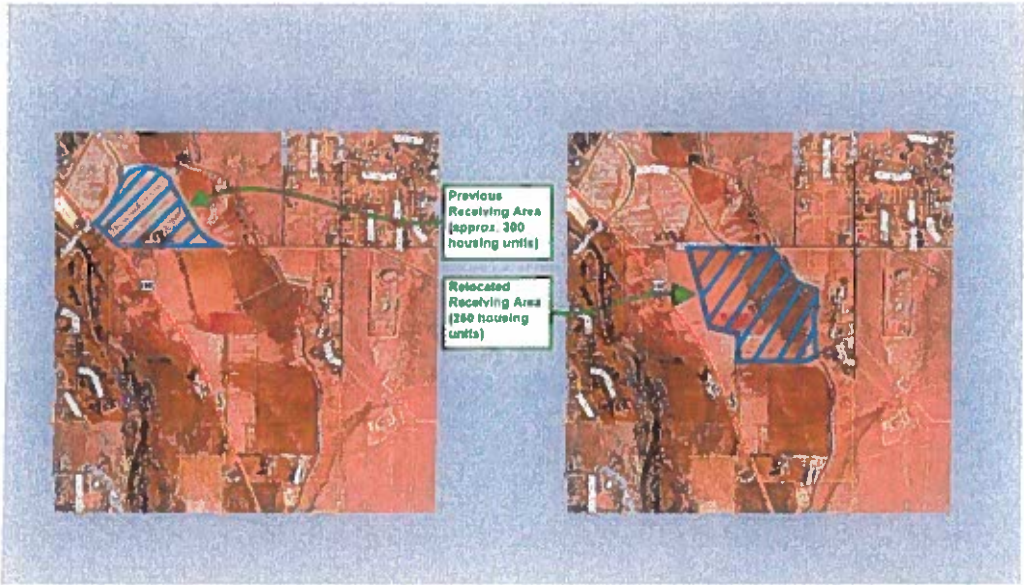 Previous
Receiving Area
(approx. 300
housing units)
Relocated
Receiving Area
(260 housing
units)